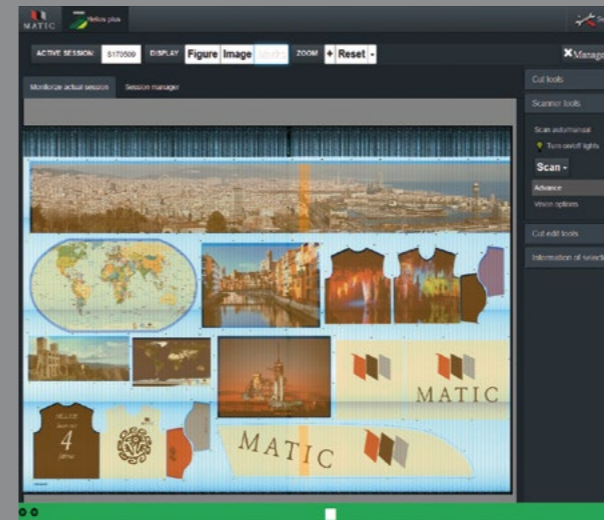 MATIC
Helios plus
ACTIVE SESSION
DISPLAY
Figure
Image
ZOOM
+
Reset
-
Manage
Monitorize actual session
Session manager
Cut tools
Scanner tools
Scan auto/manual
Turn on/off lights
Scan -
Advance
Vision options
Cut edit tools
Information of selecti
MATIC
4
MATIC